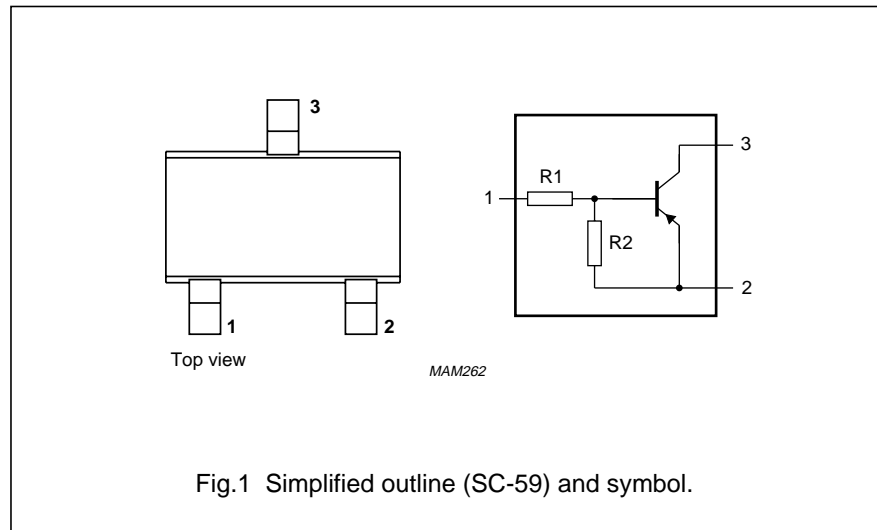 3
1
2
Top view
R1
1
R2
3
2
MAM262
Fig.1 Simplified outline (SC-59) and symbol.